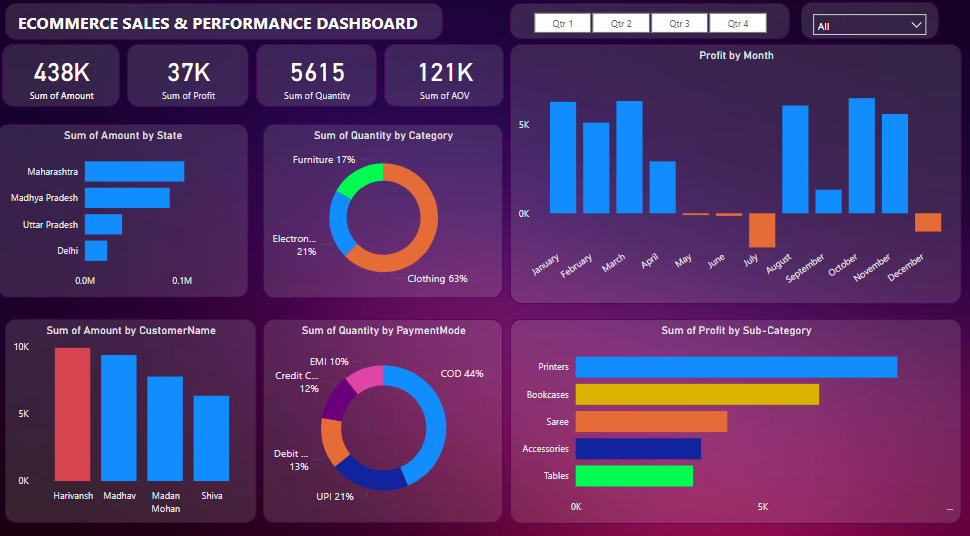 ECOMMERCE SALES & PERFORMANCE DASHBOARD
Qtr 1
Qtr 2
Qtr 3
Qtr 4
All
438K
Sum of Amount
37K
Sum of Profit
5615
Sum of Quantity
121K
Sum of AOV
Profit by Month
5K
0K
January
February
March
April
May
June
July
August
September
October
November
December
Sum of Amount by State
Maharashtra
Madhya Pradesh
Uttar Pradesh
Delhi
0.0M
0.1M
Sum of Quantity by Category
Furniture 17%
Electron...
21%
Clothing 63%
Sum of Amount by CustomerName
10K
5K
0K
Harivansh
Madhav
Madan
Mohan
Shiva
Sum of Quantity by PaymentMode
EMI 10%
Credit C...
12%
Debit ...
13%
UPI 21%
COD 44%
Sum of Profit by Sub-Category
Printers
Bookcases
Saree
Accessories
Tables
0K
5K
...